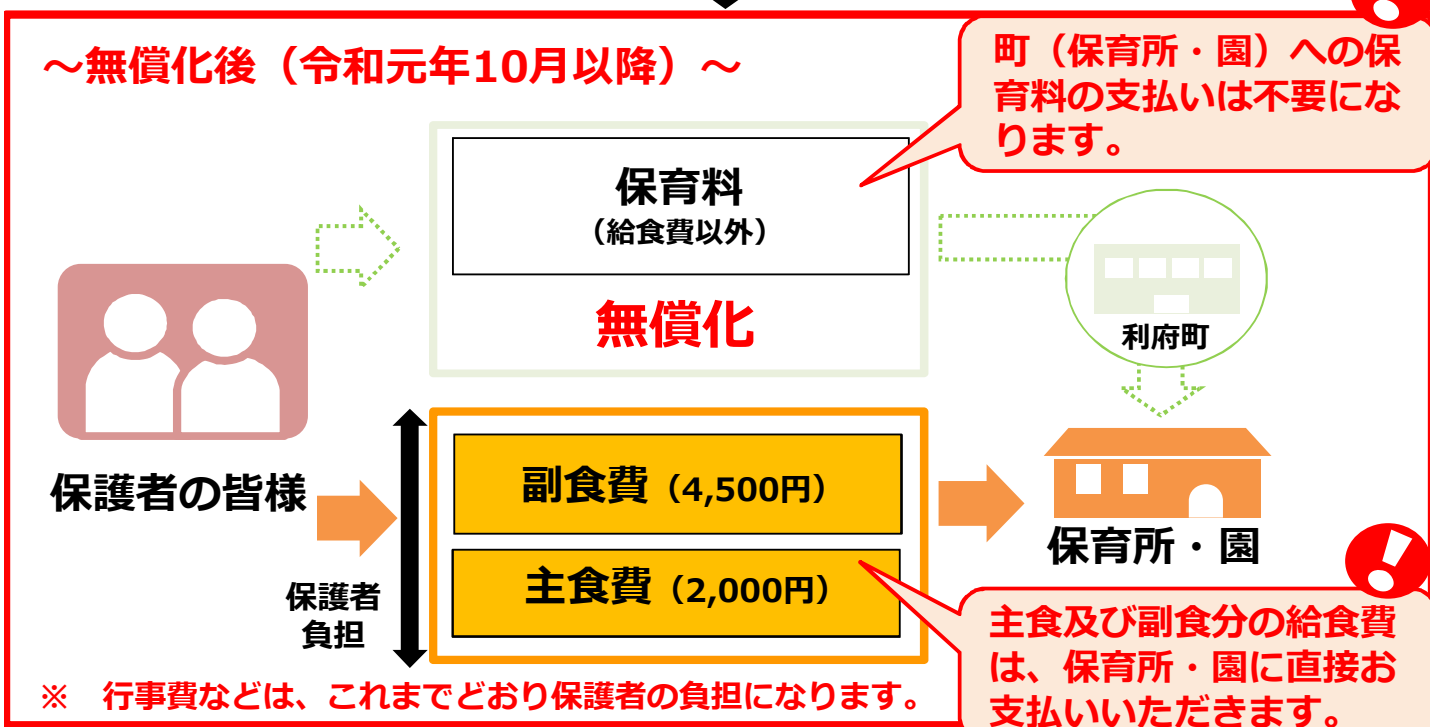 ～無償化後（令和元年10月以降）～
町（保育所・園）への保
育料の支払いは不要にな
ります。
保育料
（給食費以外）
無償化
利府町
保護者の皆様
副食費（4,500円）
主食費（2,000円）
保護者
負担
保育所・園
主食及び副食分の給食費
は、保育所・園に直接お
支払いいただきます。
※　行事費などは、これまでどおり保護者の負担になります。